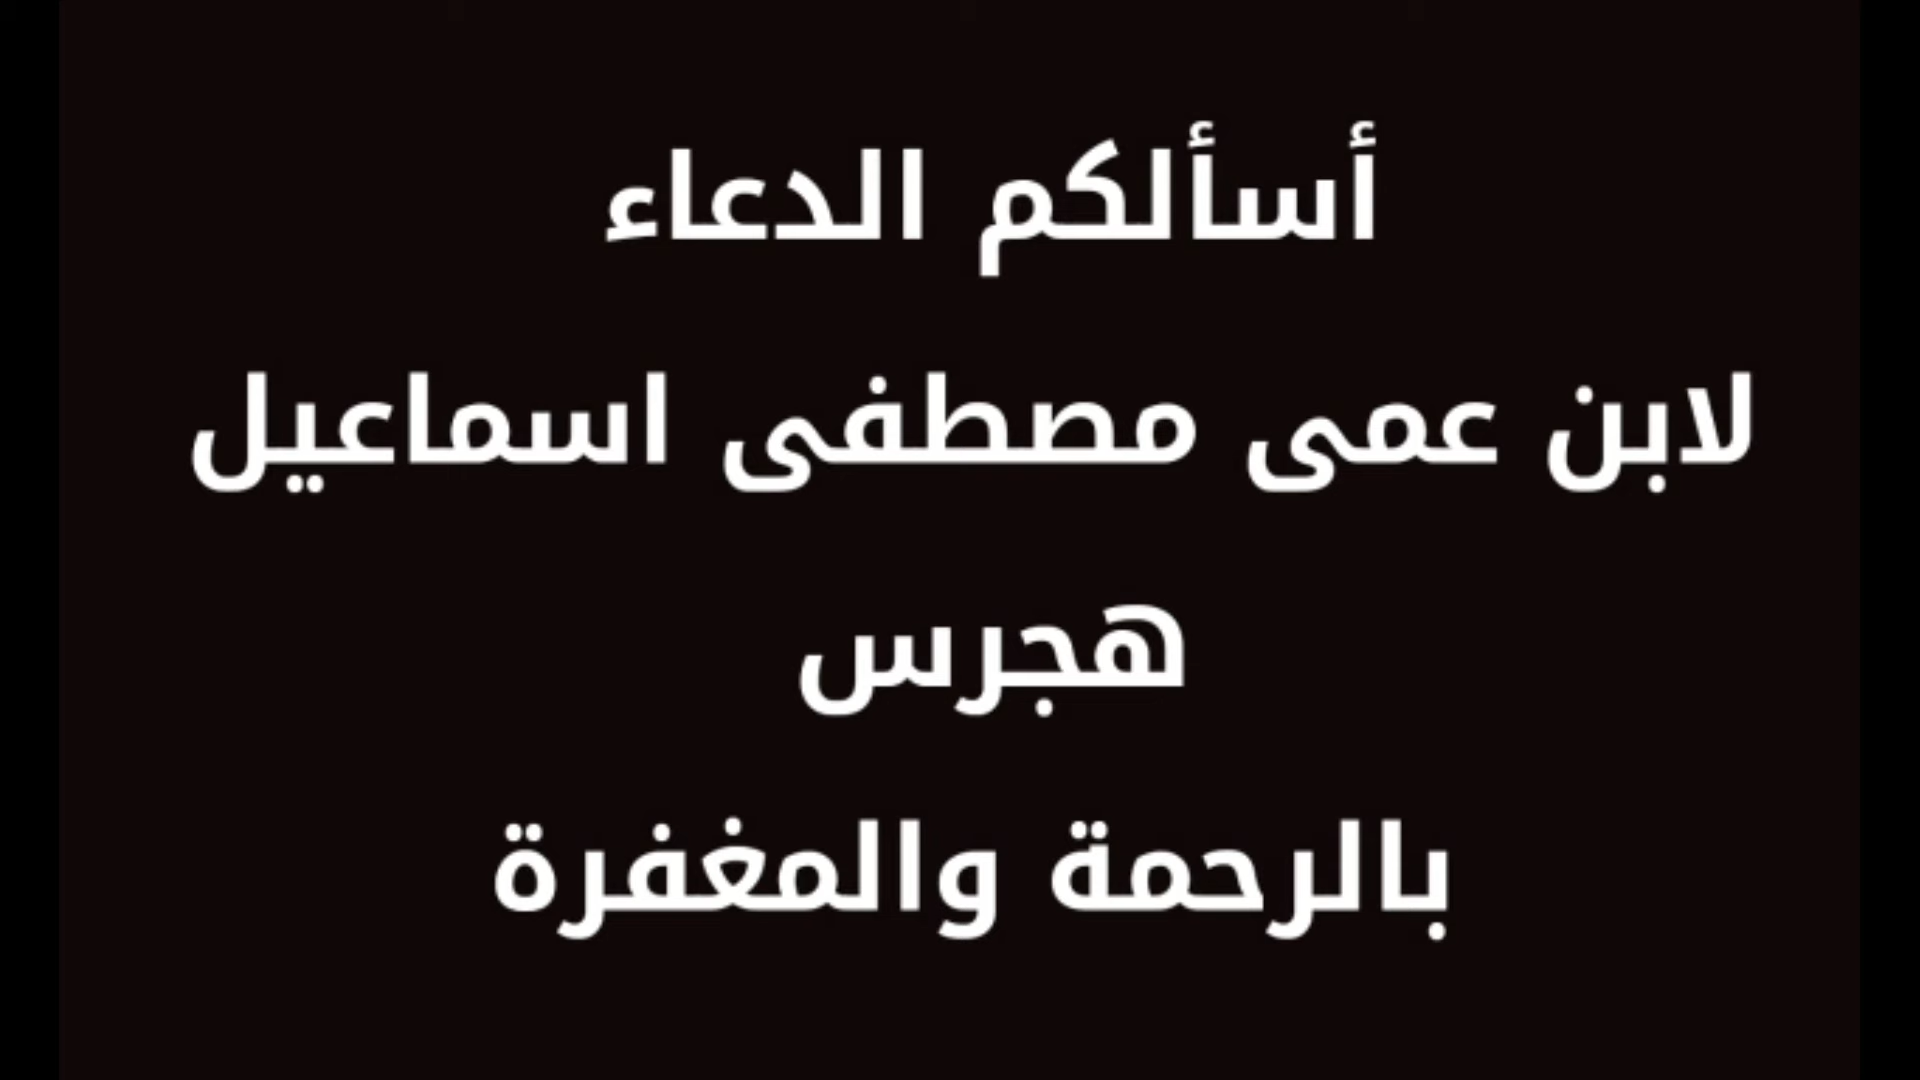 أسألكم الدعاء
لابن عمى مصطفى اسماعيل
هجرس
بالرحمة والمغفرة